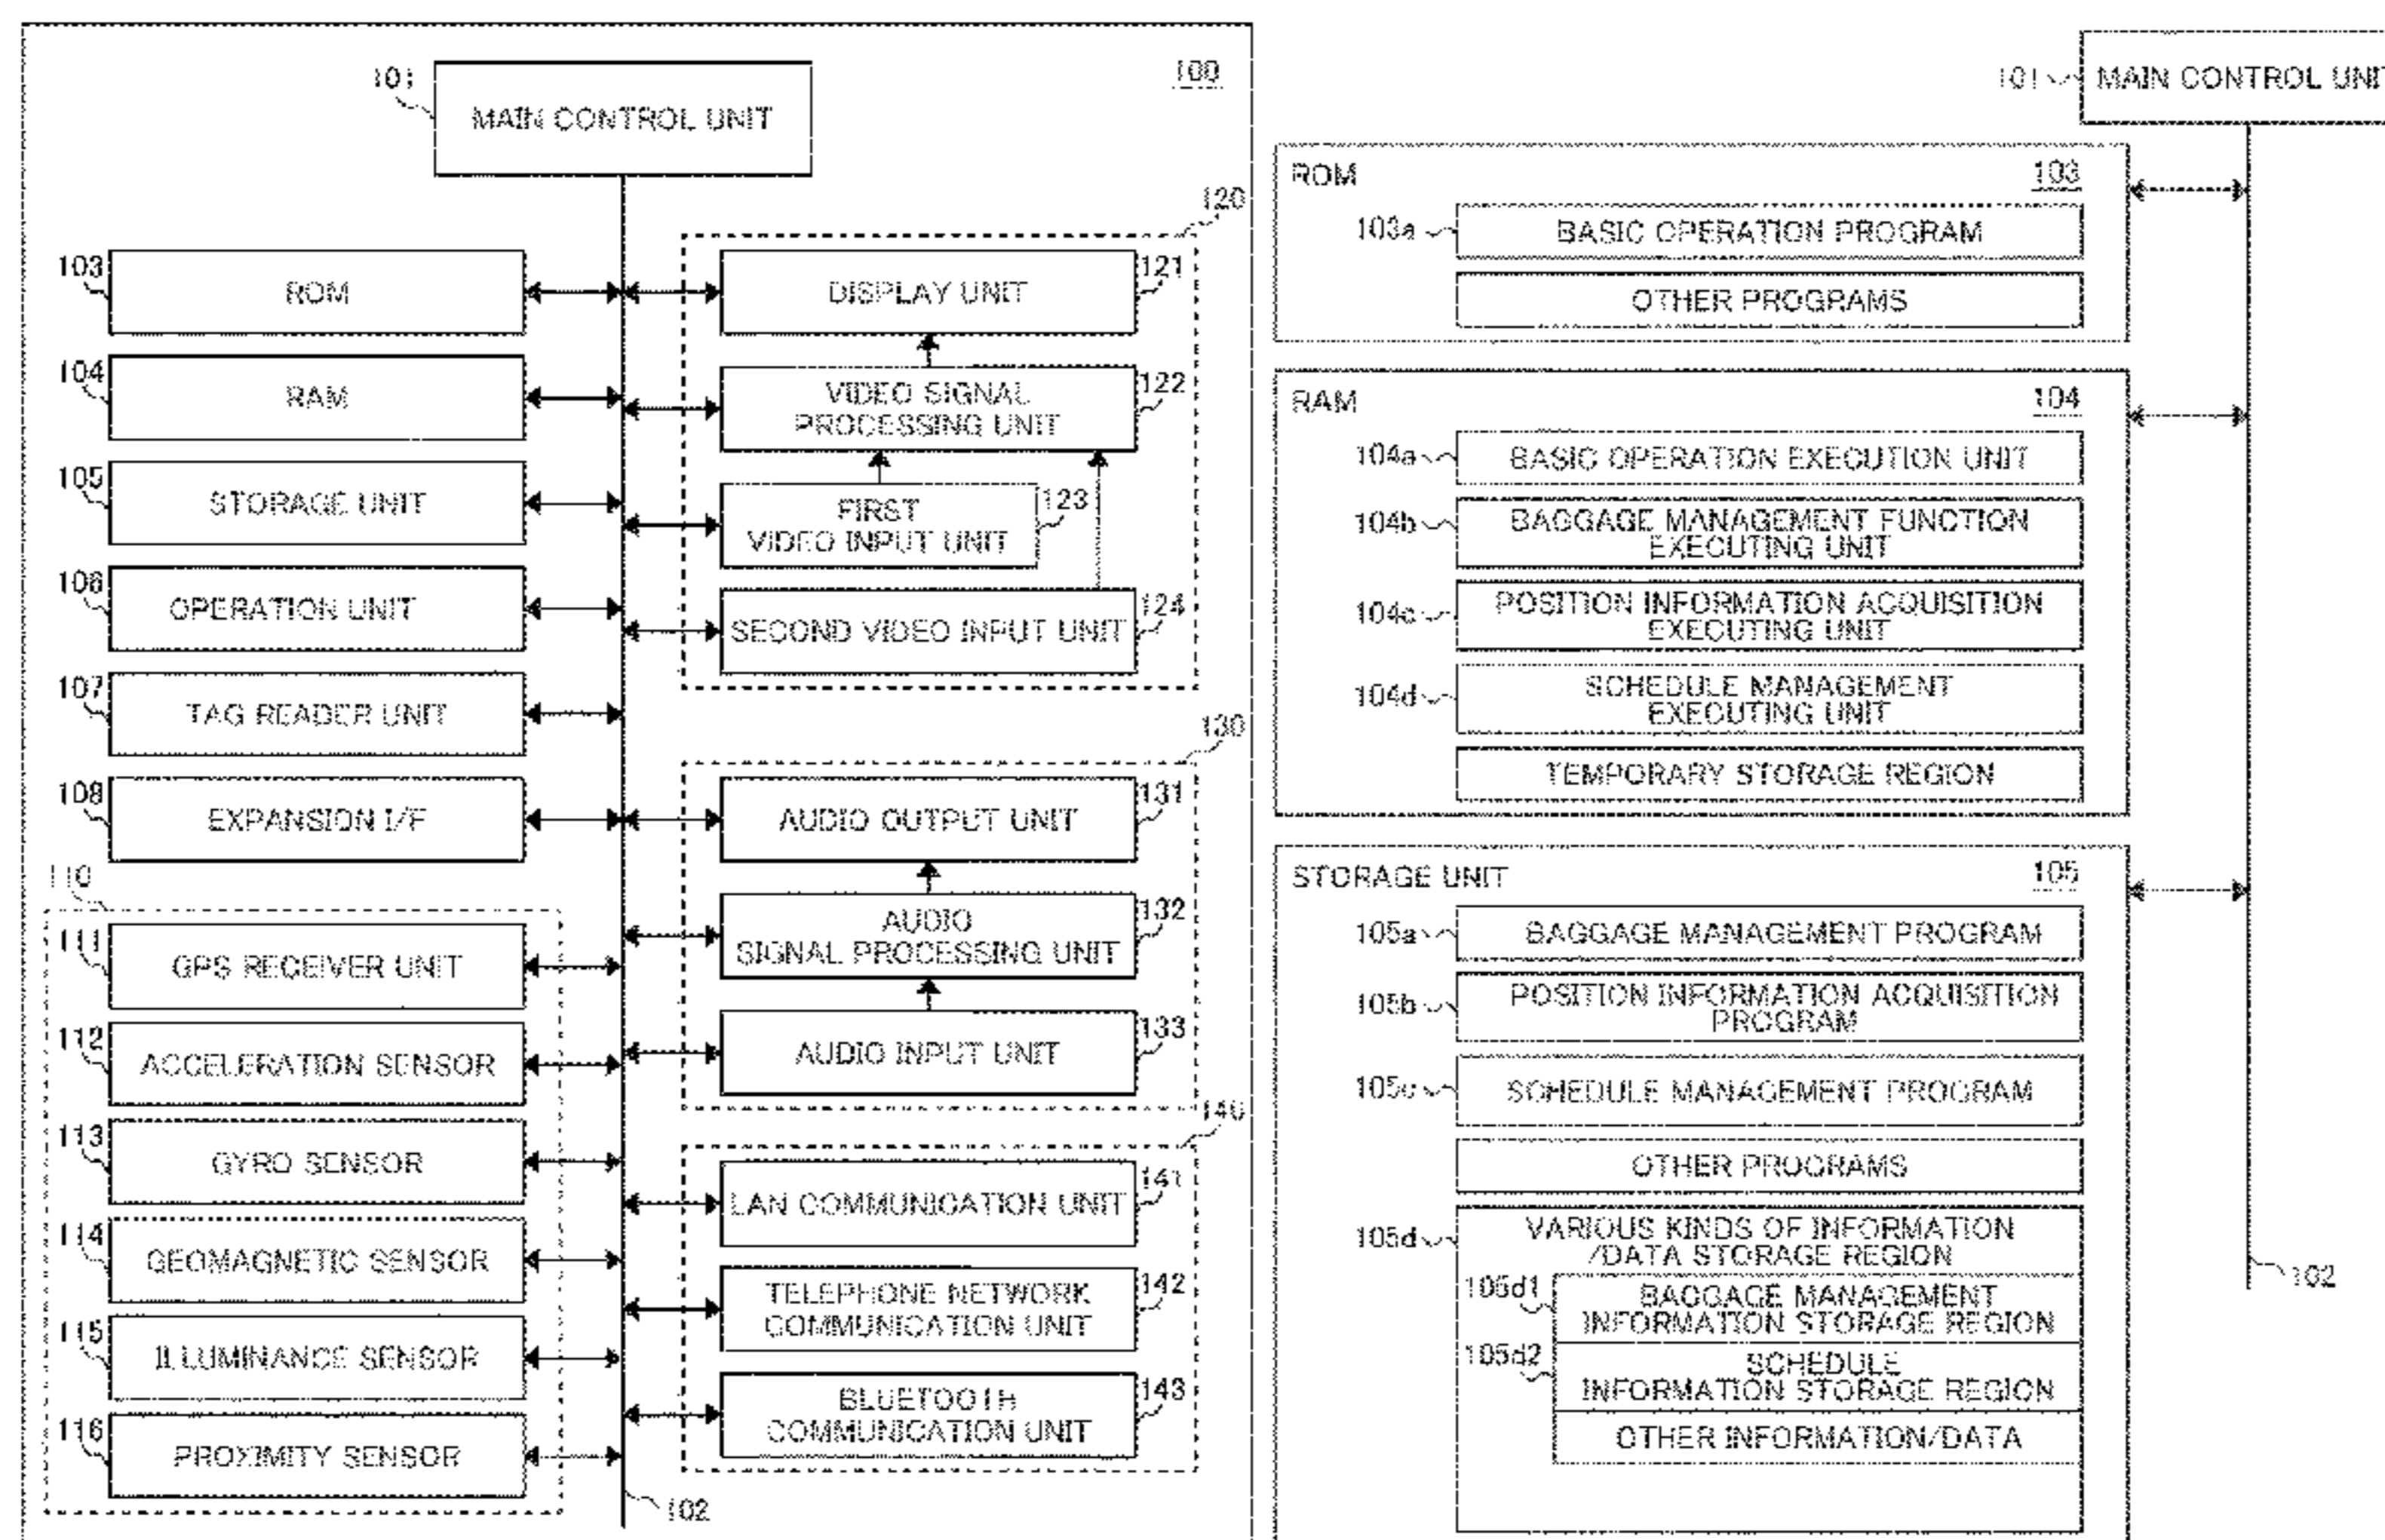 100
101
MAIN CONTROL UNIT
103
ROM
104
RAM
105
STORAGE UNIT
106
OPERATION UNIT
107
TAG READER UNIT
108
EXPANSION I/F
110
111
GPS RECEIVER UNIT
112
ACCELERATION SENSOR
113
GYRO SENSOR
114
GEOMAGNETIC SENSOR
115
ILLUMINANCE SENSOR
116
PROXIMITY SENSOR
102
120
121
DISPLAY UNIT
122
VIDEO SIGNAL
PROCESSING UNIT
123
FIRST
VIDEO INPUT UNIT
124
SECOND VIDEO INPUT UNIT
130
131
AUDIO OUTPUT UNIT
132
AUDIO
SIGNAL PROCESSING UNIT
133
AUDIO INPUT UNIT
140
141
LAN COMMUNICATION UNIT
142
TELEPHONE NETWORK
COMMUNICATION UNIT
143
BLUETOOTH
COMMUNICATION UNIT
101
MAIN CONTROL UNIT
ROM
103
103a
BASIC OPERATION PROGRAM
OTHER PROGRAMS
RAM
104
104a
BASIC OPERATION EXECUTION UNIT
104b
BAGGAGE MANAGEMENT FUNCTION
EXECUTING UNIT
104c
POSITION INFORMATION ACQUISITION
EXECUTING UNIT
104d
SCHEDULE MANAGEMENT
EXECUTING UNIT
TEMPORARY STORAGE REGION
STORAGE UNIT
105
105a
BAGGAGE MANAGEMENT PROGRAM
105b
POSITION INFORMATION ACQUISITION
PROGRAM
105c
SCHEDULE MANAGEMENT PROGRAM
OTHER PROGRAMS
105d
VARIOUS KINDS OF INFORMATION
/DATA STORAGE REGION
105d1
BAGGAGE MANAGEMENT
INFORMATION STORAGE REGION
105d2
SCHEDULE
INFORMATION STORAGE REGION
OTHER INFORMATION/DATA
102